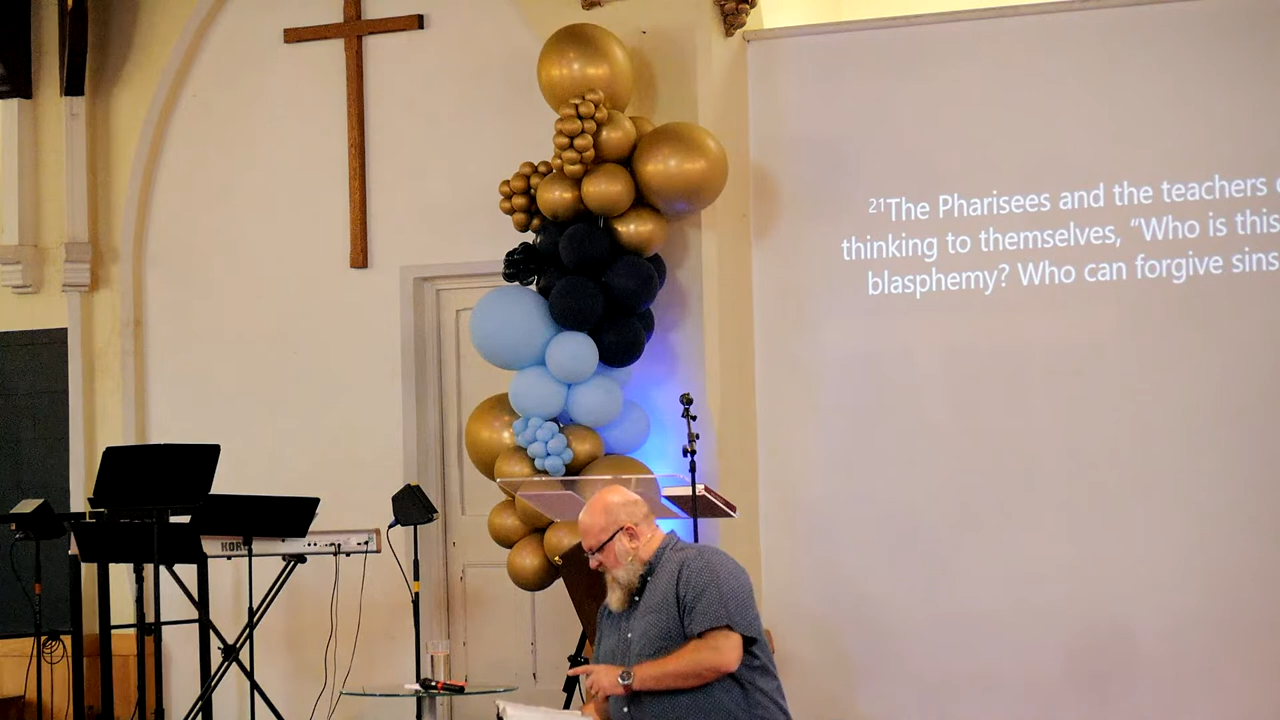 ²¹The Pharisees and the teachers
thinking to themselves, “Who is this
blasphemy? Who can forgive sins
KORG